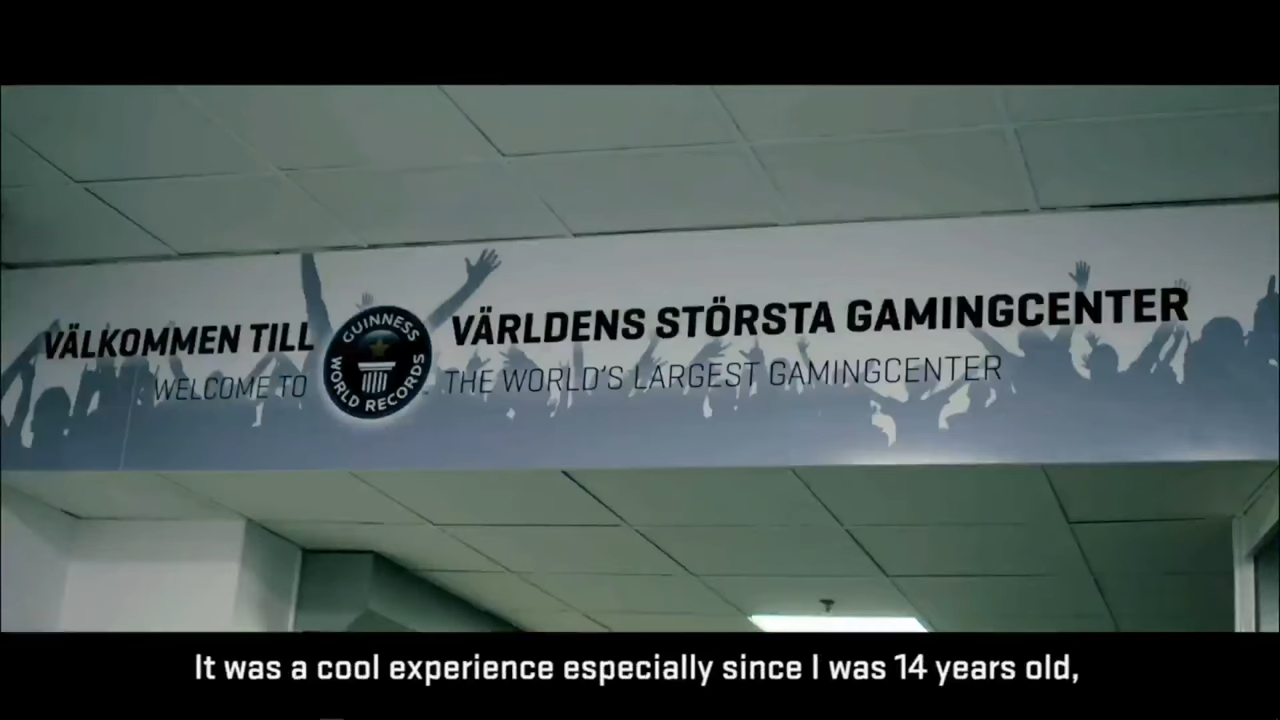 VÄLKOMMEN TILL
WELCOME TO
GUINNESS
WORLD RECORDS
VÄRLDENS STÖRSTA GAMINGCENTER
THE WORLD'S LARGEST GAMINGCENTER
It was a cool experience especially since I was 14 years old,